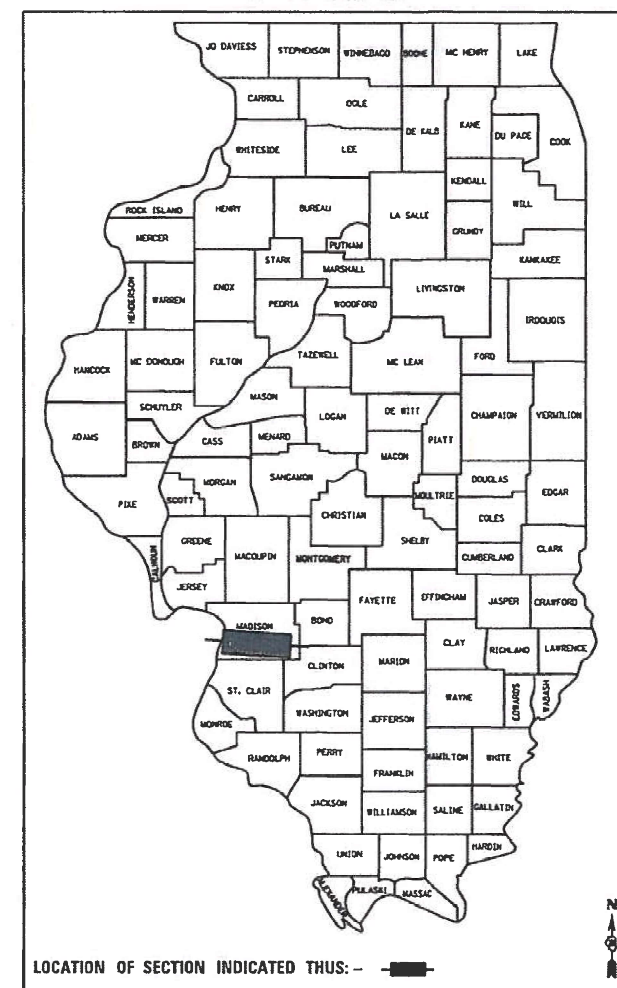 JO DAVIESS STEPHENSON WINNEBAGO BOONE MC HENRY LAKE
CARROLL OGLE DE KALB KANE DU PAGE COOK
WHITESIDE LEE KENDALL WILL
ROCK ISLAND HENRY BUREAU LA SALLE GRUNDY
MERCER STARK PUTNAM KANKAKEE
MARSHALL
HENDERSON WARREN KNOX PEORIA WOODFORD LIVINGSTON IROQUOIS
HANCOCK MC DONOUGH FULTON TAZEWELL MC LEAN FORD
SCHUYLER MASON LOGAN DE WITT CHAMPAION VERMILION
ADAMS BROWN CASS MENARD PIATT
MACON
SCOTT MORGAN SANGAMON MOULTRIE DOUGLAS EDGAR
PIKE CHRISTIAN COLES
CALHOUN GREENE MACOUPIN MONTGOMERY SHELBY CUMBERLAND CLARK
JERSEY FAYETTE EFFINGHAM JASPER CRAWFORD
MADISON BOND CLAY RICHLAND LAWRENCE
CLINTON MARION
ST. CLAIR WASHINGTON JEFFERSON WAYNE EDWARDS WABASH
MONROE
RANDOLPH PERRY HAMILTON WHITE
FRANKLIN
JACKSON WILLIAMSON SALINE GALLATIN
UNION JOHNSON POPE HARDIN
ALEXANDER PULASKI MASSAC
N
LOCATION OF SECTION INDICATED THUS: -